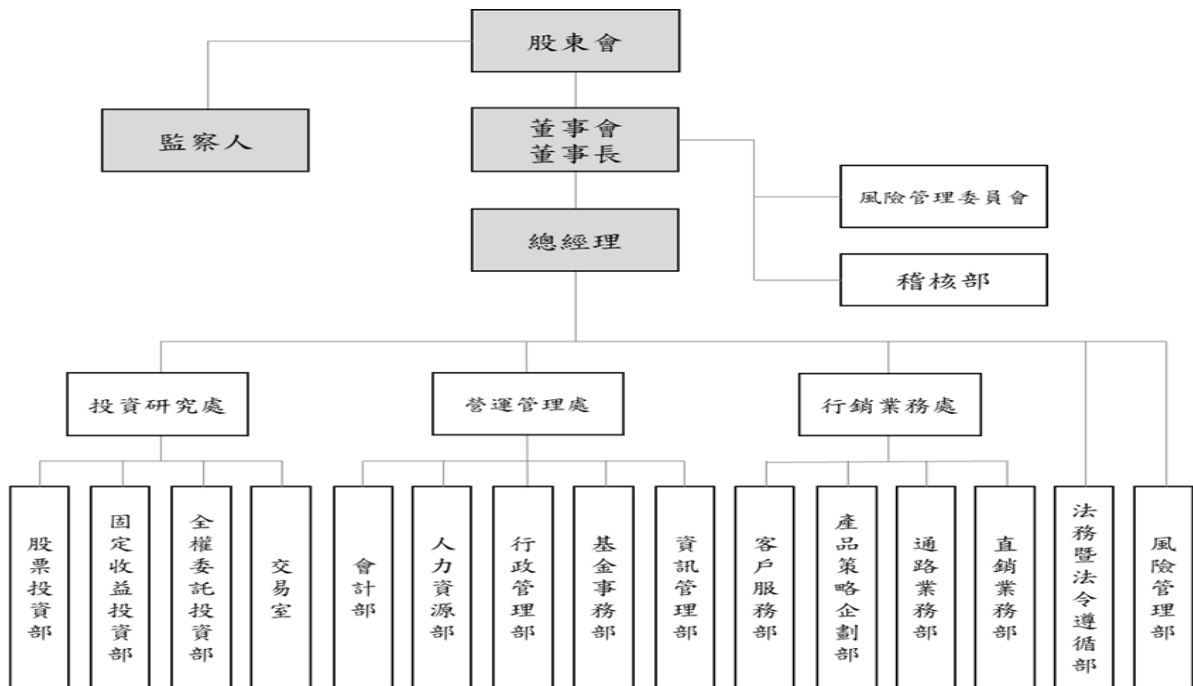 股東會
監察人
董事會
董事長
風險管理委員會
總經理
稽核部
投資研究處
營運管理處
行銷業務處
股票投資部
固定收益投資部
全權委託投資部
交易室
會計部
人力資源部
行政管理部
基金事務部
資訊管理部
客戶服務部
產品策略企劃部
通路業務部
直銷業務部
法務暨法令遵循部
風險管理部